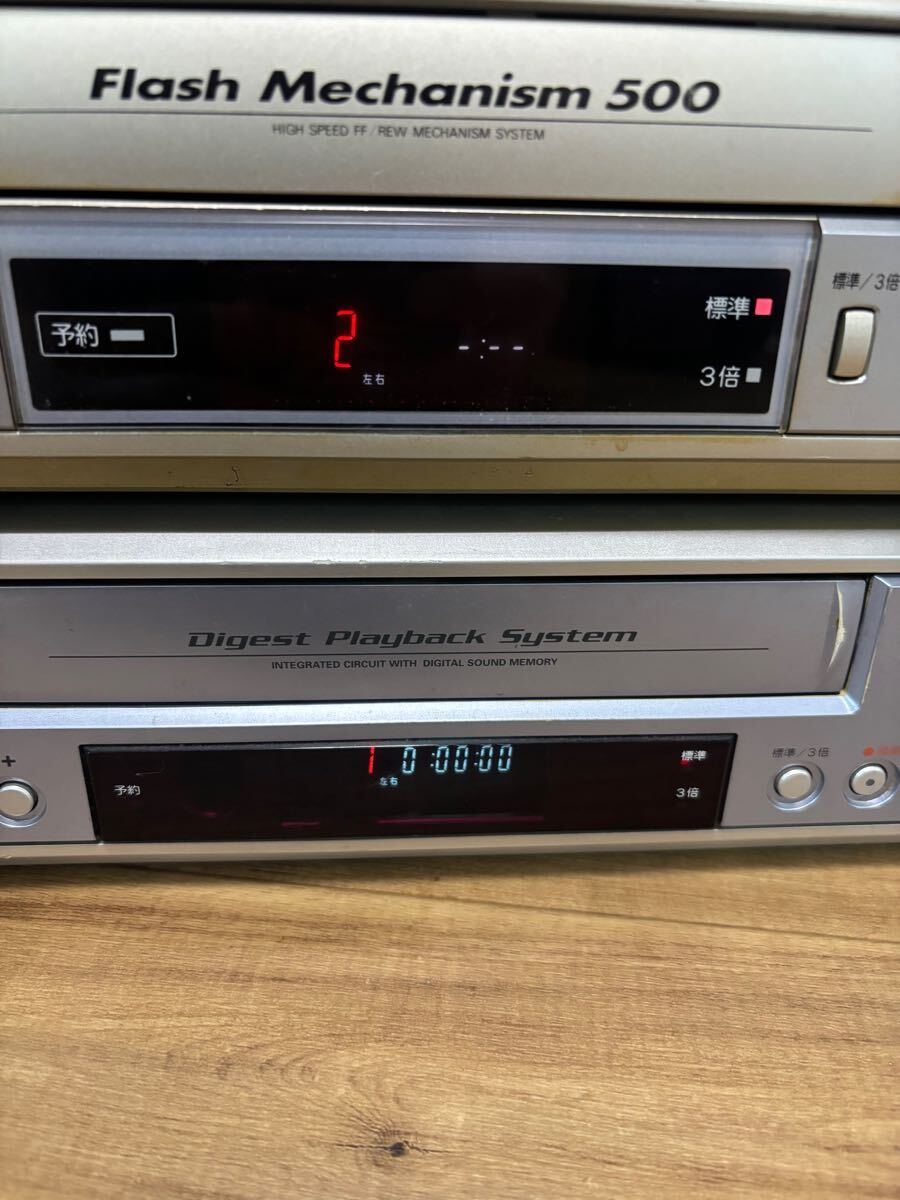 Flash Mechanism 500
HIGH SPEED FF/REW MECHANISM SYSTEM
標準/3倍
予約
2
左右
-:--
標準
3倍
Digest Playback System
INTEGRATED CIRCUIT WITH DIGITAL SOUND MEMORY
+
予約
1
左右
0:00:00
標準
3倍
標準/3倍